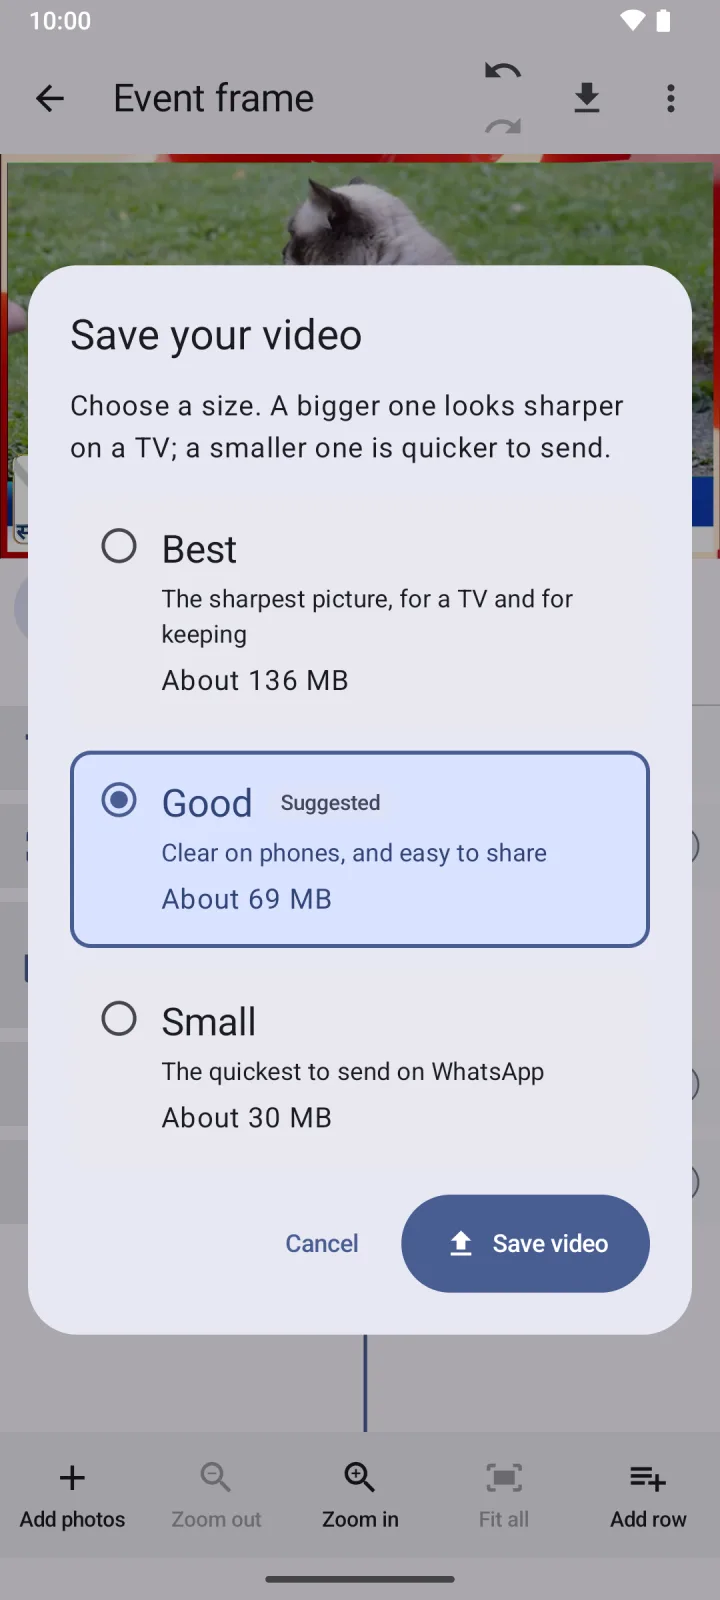 10:00
Event frame
Save your video
Choose a size. A bigger one looks sharper
on a TV; a smaller one is quicker to send.
Best
The sharpest picture, for a TV and for
keeping
About 136 MB
Good Suggested
Clear on phones, and easy to share
About 69 MB
Small
The quickest to send on WhatsApp
About 30 MB
Cancel Save video
Add photos Zoom out Zoom in Fit all Add row